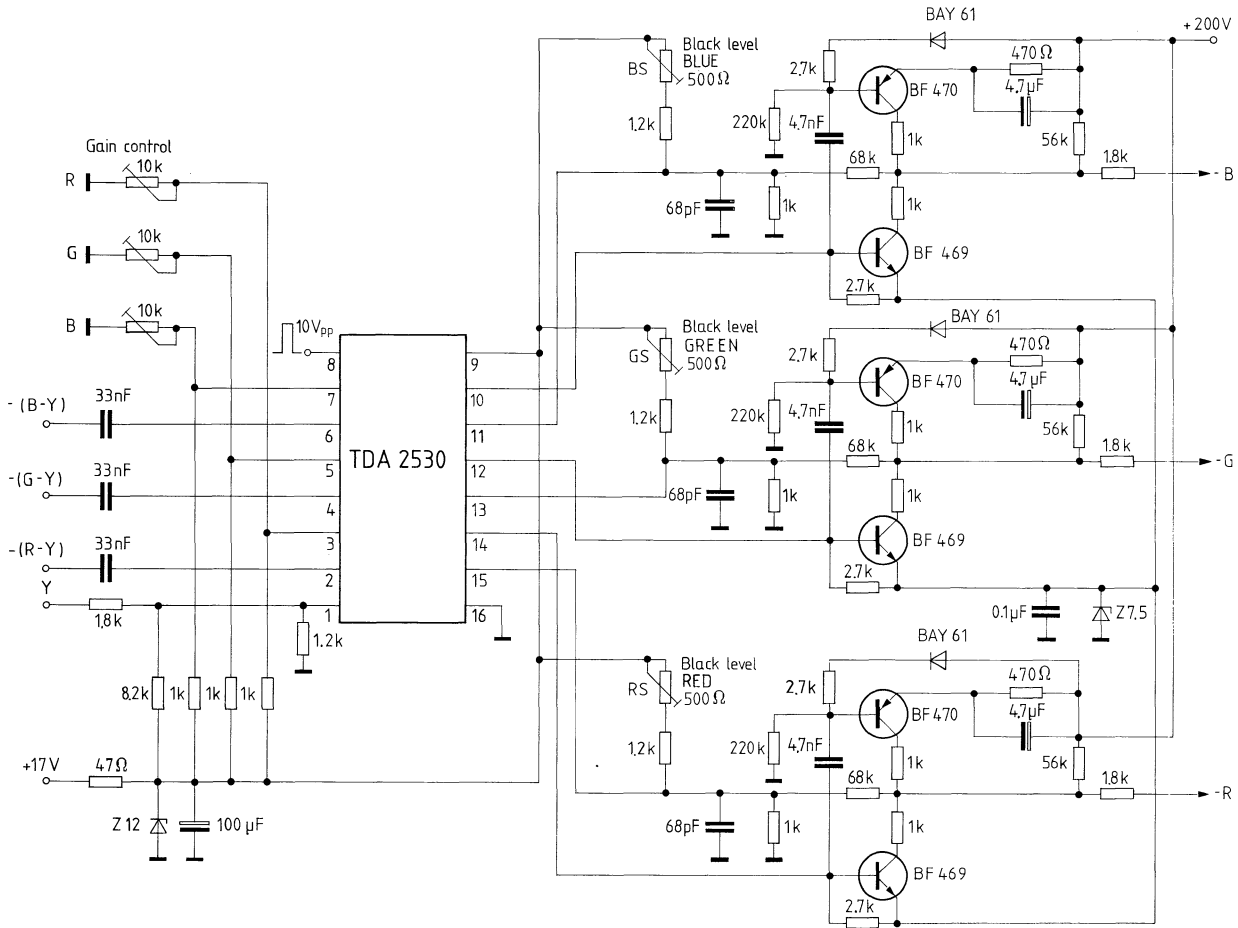 BAY 61
+200V
Black level
BLUE
BS
500Ω
2.7k
470Ω
BF 470
4.7µF
1.2k
220k
4.7nF
1k
56k
Gain control
10k
R
68k
1.8k
-B
68pF
1k
1k
10k
G
BF 469
2.7k
10k
B
10Vpp
Black level
GREEN
GS
500Ω
BAY 61
2.7k
470Ω
8
9
BF 470
4.7µF
7
10
-(B-Y)
33nF
1.2k
220k
4.7nF
1k
56k
6
11
TDA 2530
68k
1.8k
-G
5
12
-(G-Y)
33nF
68pF
1k
1k
4
13
BF 469
3
14
-(R-Y)
33nF
2.7k
2
15
Y
1.8k
1
16
0.1µF
Z7.5
1.2k
BAY 61
Black level
RED
RS
500Ω
2.7k
470Ω
8.2k
1k
1k
1k
BF 470
4.7µF
1.2k
220k
4.7nF
1k
56k
+17V
47Ω
68k
1.8k
-R
Z12
100 µF
68pF
1k
1k
BF 469
2.7k